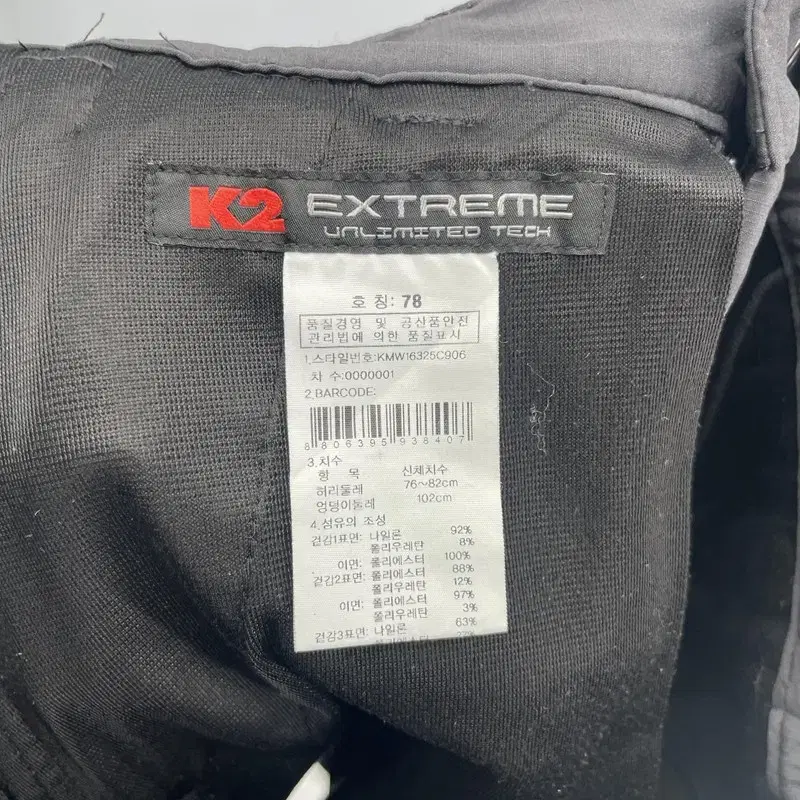 K2 EXTREME
UNLIMITED TECH
호 칭: 78
품질경영 및 공산품안전
관리법에 의한 품질표시
1.스타일번호:KMW16325C906
차 수:0000001
2.BARCODE:
8 806395 938407
3.치수
항 목 신체치수
허리둘레 76~82cm
엉덩이둘레 102cm
4.섬유의 조성
겉감1표면: 나일론 92%
폴리우레탄 8%
이면: 폴리에스터 100%
겉감2표면: 폴리에스터 88%
폴리우레탄 12%
이면: 폴리에스터 97%
폴리우레탄 3%
겉감3표면: 나일론 63%